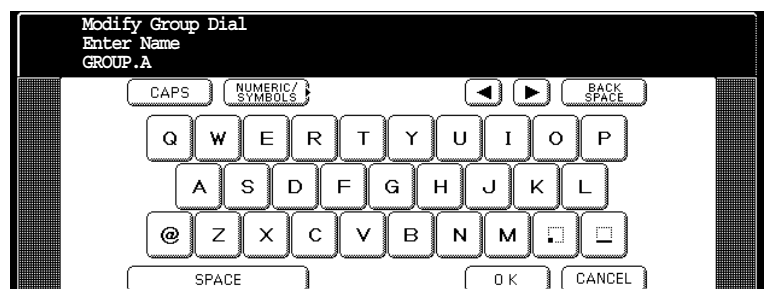 Modify Group Dial
Enter Name
GROUP.A
CAPS NUMERIC/ SYMBOLS ◀ ▶ BACK SPACE
Q W E R T Y U I O P
A S D F G H J K L
@ Z X C V B N M . _
SPACE OK CANCEL